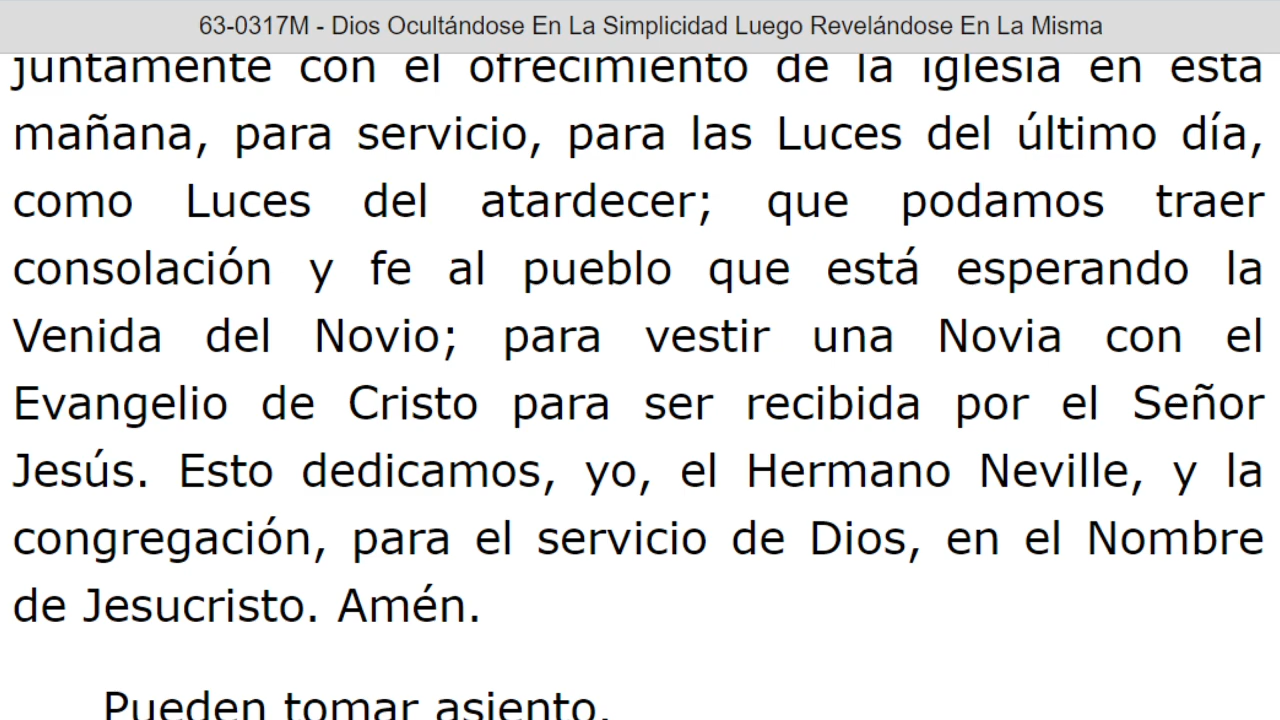 63-0317M - Dios Ocultándose En La Simplicidad Luego Revelándose En La Misma
juntamente con el ofrecimiento de la iglesia en esta
mañana, para servicio, para las Luces del último día,
como Luces del atardecer; que podamos traer
consolación y fe al pueblo que está esperando la
Venida del Novio; para vestir una Novia con el
Evangelio de Cristo para ser recibida por el Señor
Jesús. Esto dedicamos, yo, el Hermano Neville, y la
congregación, para el servicio de Dios, en el Nombre
de Jesucristo. Amén.
Pueden tomar asiento.